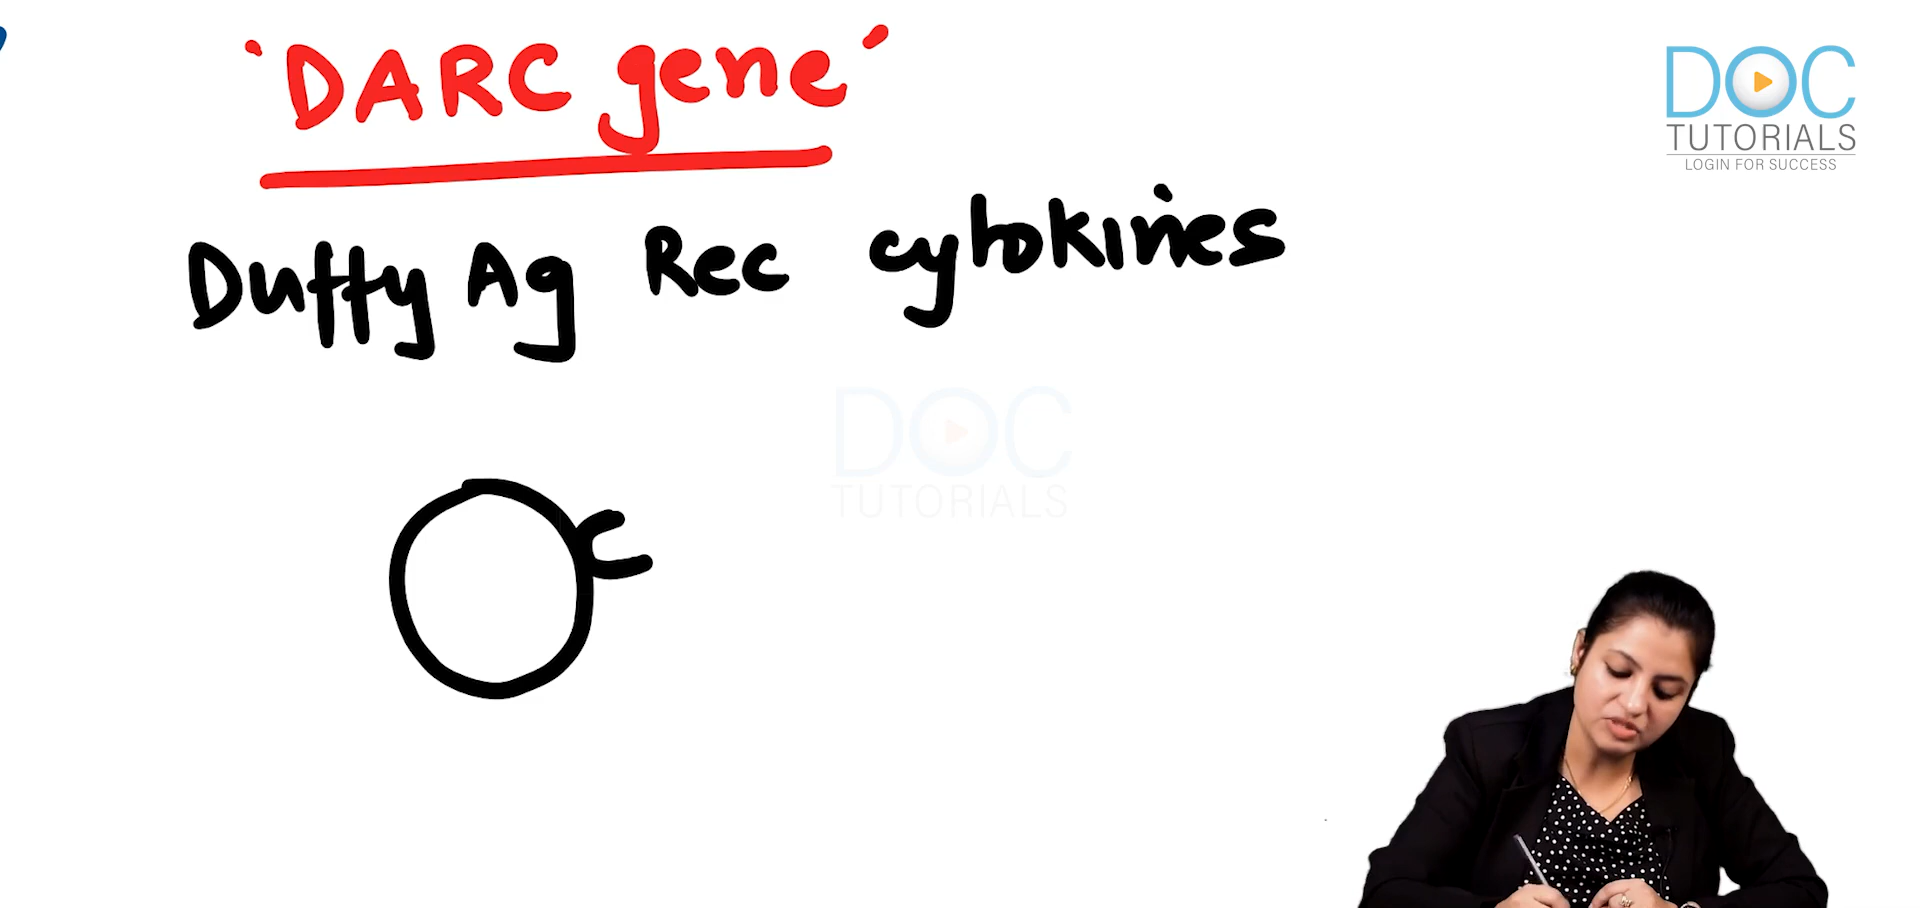 'DARC gene'
Duffy Ag Rec cytokines
DOC
TUTORIALS
LOGIN FOR SUCCESS
DOC
TUTORIALS